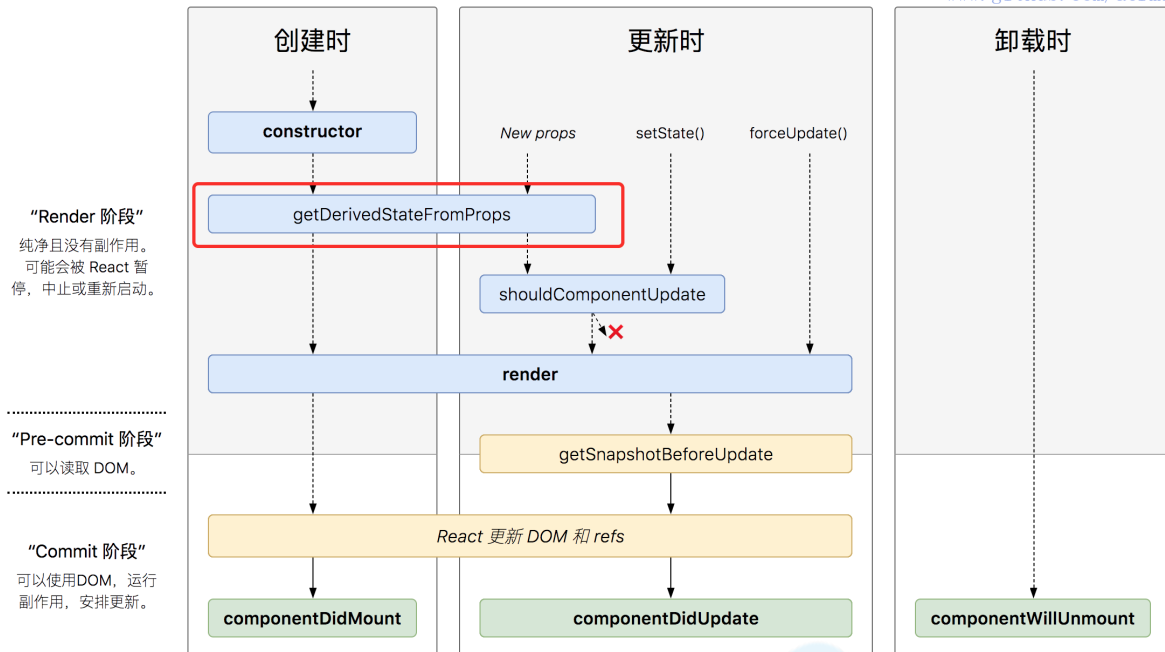 创建时
更新时
卸载时
constructor
New props
setState()
forceUpdate()
getDerivedStateFromProps
“Render 阶段”
纯净且没有副作用。
可能会被 React 暂
停，中止或重新启动。
shouldComponentUpdate
render
“Pre-commit 阶段”
可以读取 DOM。
getSnapshotBeforeUpdate
React 更新 DOM 和 refs
“Commit 阶段”
可以使用DOM，运行
副作用，安排更新。
componentDidMount
componentDidUpdate
componentWillUnmount